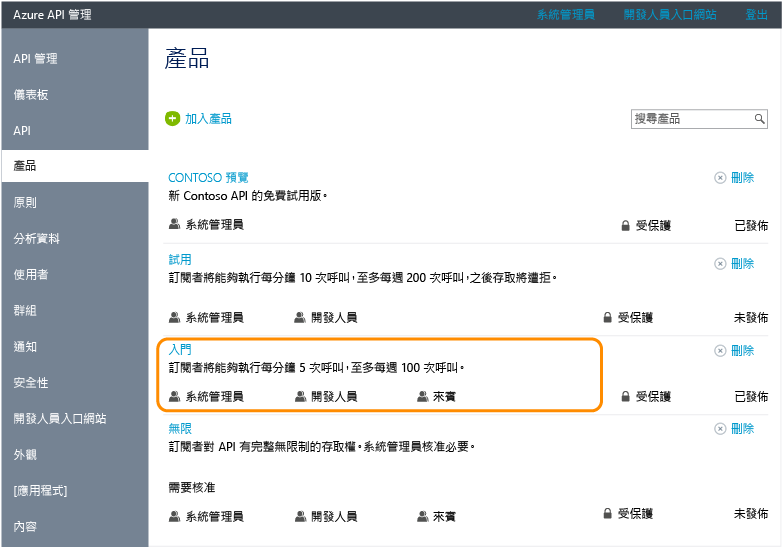 Azure API 管理
系統管理員 開發人員入口網站 登出
API 管理
儀表板
API
產品
原則
分析資料
使用者
群組
通知
安全性
開發人員入口網站
外觀
[應用程式]
內容
產品
加入產品
搜尋產品
CONTOSO 預覽
刪除
新 Contoso API 的免費試用版。
系統管理員
受保護 已發佈
試用
刪除
訂閱者將能夠執行每分鐘 10 次呼叫，至多每週 200 次呼叫，之後存取將遭拒。
系統管理員 開發人員
受保護 未發佈
入門
刪除
訂閱者將能夠執行每分鐘 5 次呼叫，至多每週 100 次呼叫。
系統管理員 開發人員 來賓
受保護 已發佈
無限
刪除
訂閱者對 API 有完整無限制的存取權。系統管理員核准必要。
需要核准
系統管理員 開發人員 來賓
受保護 未發佈